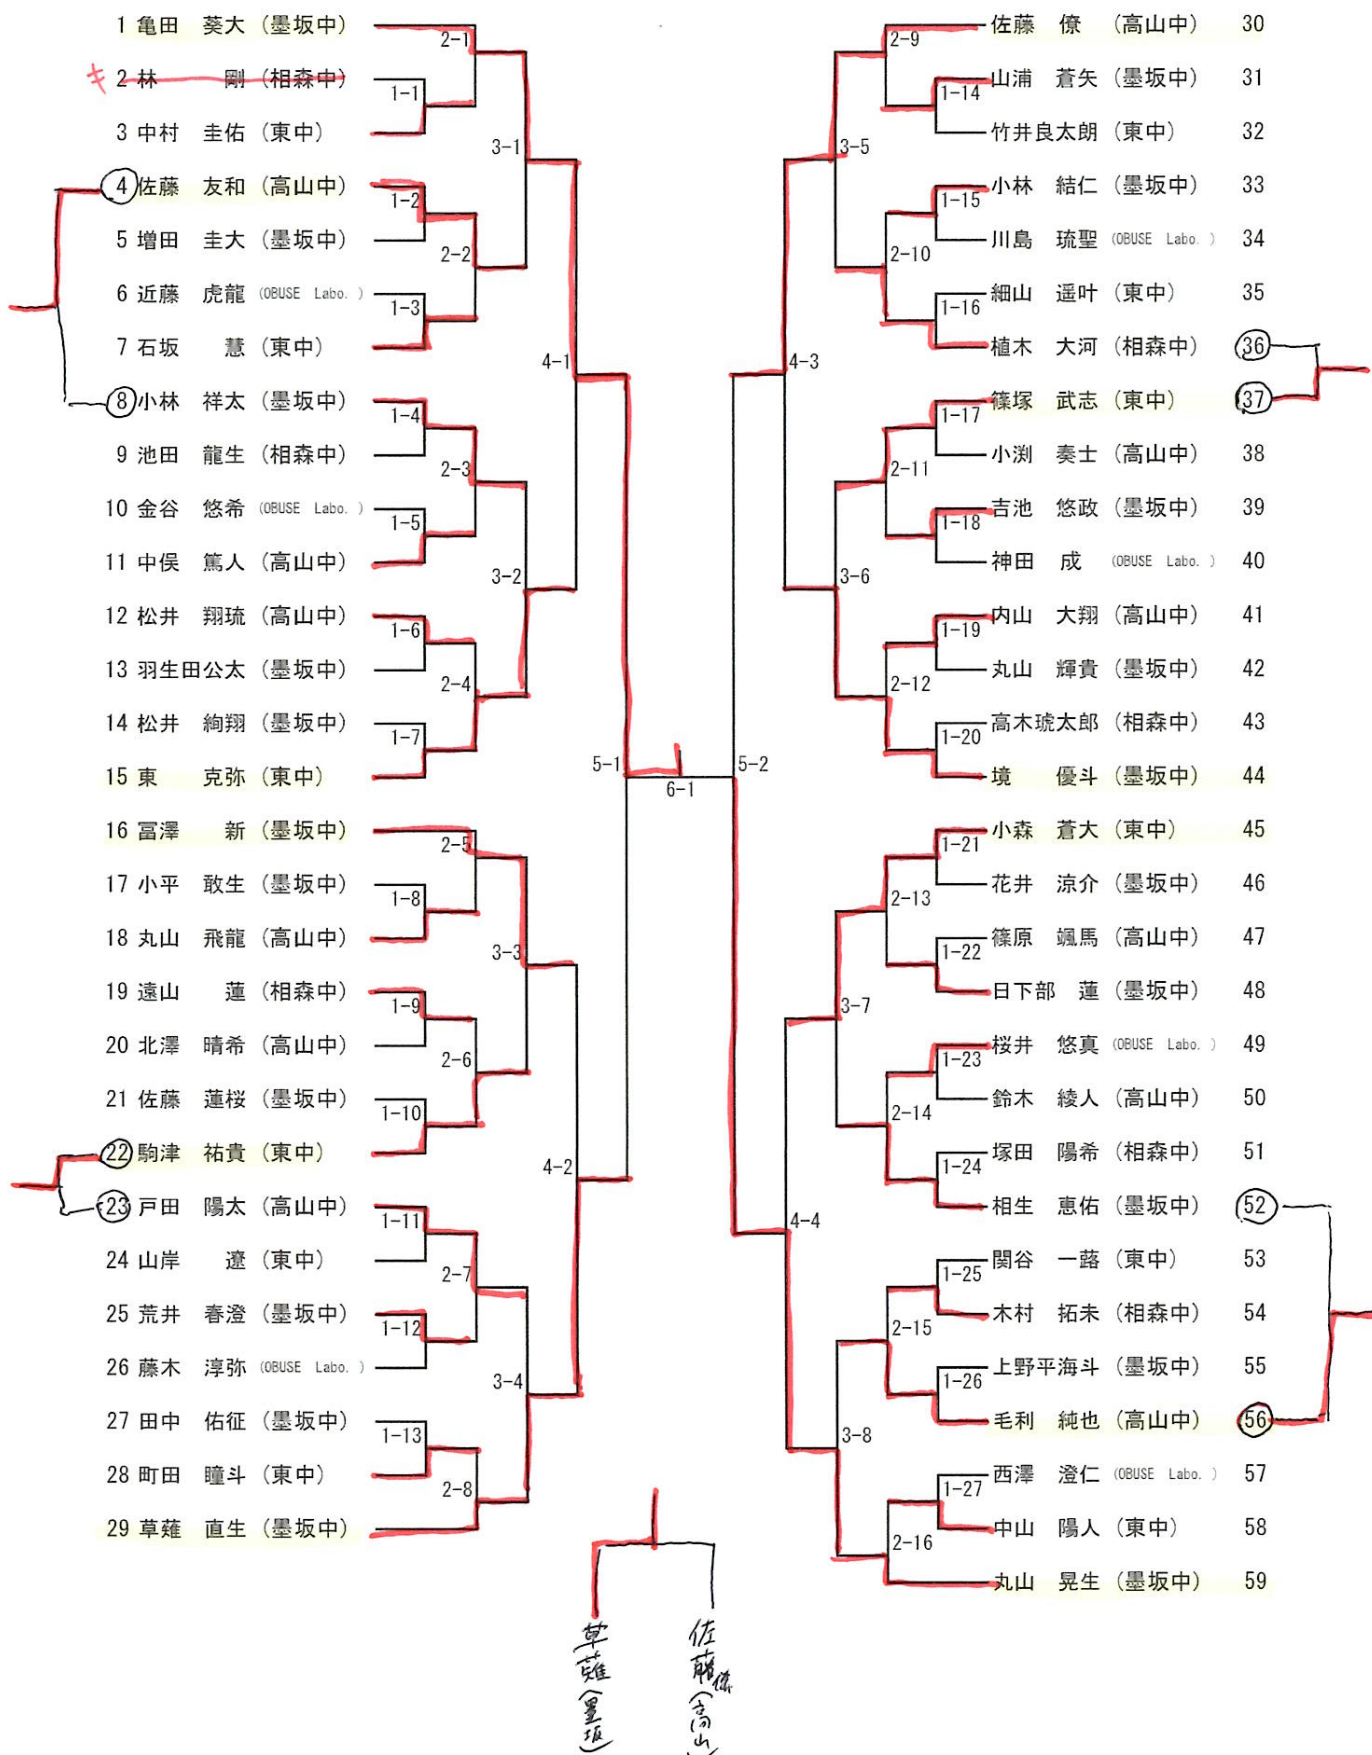 1 亀田 葵大 (墨坂中)
キ 2 林 剛 (相森中)
3 中村 圭佑 (東中)
4 佐藤 友和 (高山中)
5 増田 圭大 (墨坂中)
6 近藤 虎龍 (OBUSE Labo. )
7 石坂 慧 (東中)
8 小林 祥太 (墨坂中)
9 池田 龍生 (相森中)
10 金谷 悠希 (OBUSE Labo. )
11 中俣 篤人 (高山中)
12 松井 翔琉 (高山中)
13 羽生田公太 (墨坂中)
14 松井 絢翔 (墨坂中)
15 東 克弥 (東中)
16 冨澤 新 (墨坂中)
17 小平 敢生 (墨坂中)
18 丸山 飛龍 (高山中)
19 遠山 蓮 (相森中)
20 北澤 晴希 (高山中)
21 佐藤 蓮桜 (墨坂中)
22 駒津 祐貴 (東中)
23 戸田 陽太 (高山中)
24 山岸 遼 (東中)
25 荒井 春澄 (墨坂中)
26 藤木 淳弥 (OBUSE Labo. )
27 田中 佑征 (墨坂中)
28 町田 瞳斗 (東中)
29 草薙 直生 (墨坂中)
2-1
1-1
3-1
1-2
2-2
1-3
4-1
1-4
2-3
1-5
3-2
1-6
2-4
1-7
5-1
2-5
1-8
3-3
1-9
2-6
1-10
4-2
1-11
2-7
1-12
3-4
1-13
2-8
6-1
5-2
2-9
1-14
3-5
1-15
2-10
1-16
4-3
1-17
2-11
1-18
3-6
1-19
2-12
1-20
1-21
2-13
1-22
3-7
1-23
2-14
1-24
4-4
1-25
2-15
1-26
3-8
1-27
2-16
佐藤 僚 (高山中) 30
山浦 蒼矢 (墨坂中) 31
竹井良太朗 (東中) 32
小林 結仁 (墨坂中) 33
川島 琉聖 (OBUSE Labo. ) 34
細山 遥叶 (東中) 35
植木 大河 (相森中) 36
篠塚 武志 (東中) 37
小渕 奏士 (高山中) 38
吉池 悠政 (墨坂中) 39
神田 成 (OBUSE Labo. ) 40
内山 大翔 (高山中) 41
丸山 輝貴 (墨坂中) 42
高木琥太郎 (相森中) 43
境 優斗 (墨坂中) 44
小森 蒼大 (東中) 45
花井 涼介 (墨坂中) 46
篠原 颯馬 (高山中) 47
日下部 蓮 (墨坂中) 48
桜井 悠真 (OBUSE Labo. ) 49
鈴木 綾人 (高山中) 50
塚田 陽希 (相森中) 51
相生 恵佑 (墨坂中) 52
関谷 一蕗 (東中) 53
木村 拓未 (相森中) 54
上野平海斗 (墨坂中) 55
毛利 純也 (高山中) 56
西澤 澄仁 (OBUSE Labo. ) 57
中山 陽人 (東中) 58
丸山 晃生 (墨坂中) 59
草薙(墨坂)
佐藤僚(高山)